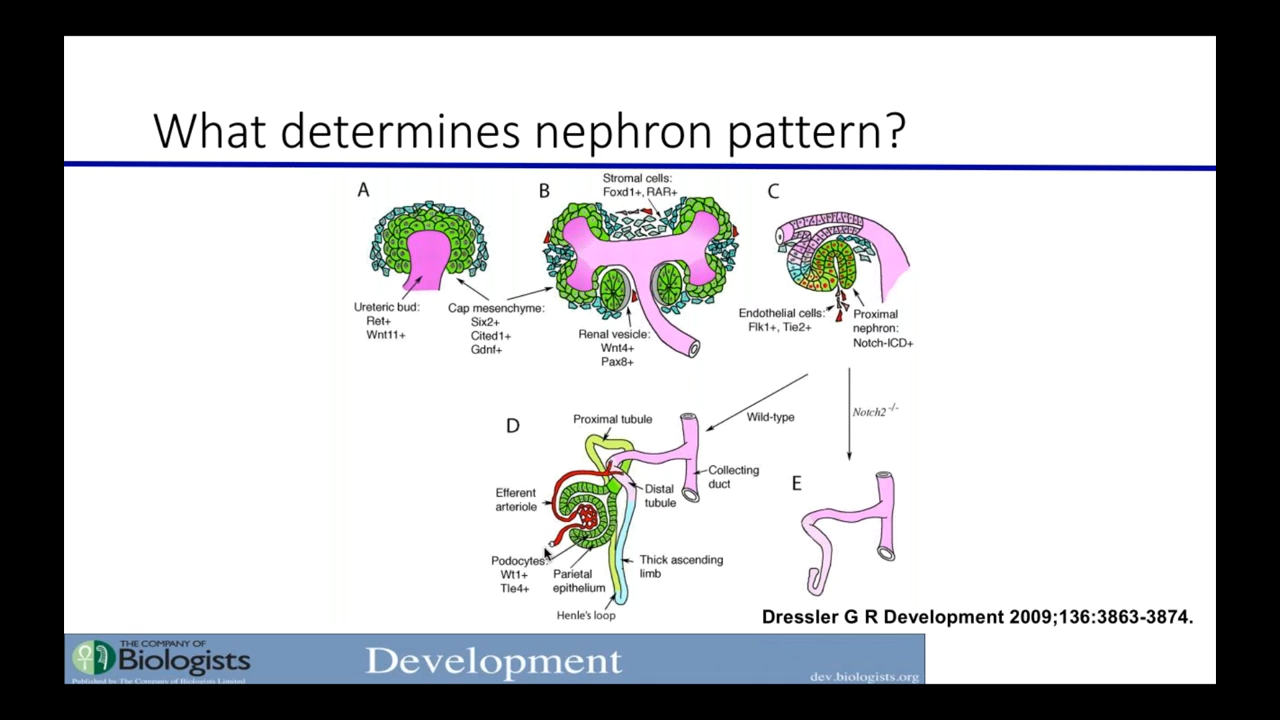 What determines nephron pattern?
A
B
C
Stromal cells:
Foxd1+, RAR+
Ureteric bud:
Ret+
Wnt11+
Cap mesenchyme:
Six2+
Cited1+
Gdnf+
Renal vesicle:
Wnt4+
Pax8+
Endothelial cells:
Flk1+, Tie2+
Proximal
nephron:
Notch-ICD+
Wild-type
Notch2-/-
D
Proximal tubule
Efferent
arteriole
Distal
tubule
Collecting
duct
Podocytes:
Wt1+
Tle4+
Parietal
epithelium
Thick ascending
limb
Henle's loop
E
Dressler G R Development 2009;136:3863-3874.
THE COMPANY OF
Biologists
Published by The Company of Biologists Limited
Development
dev.biologists.org